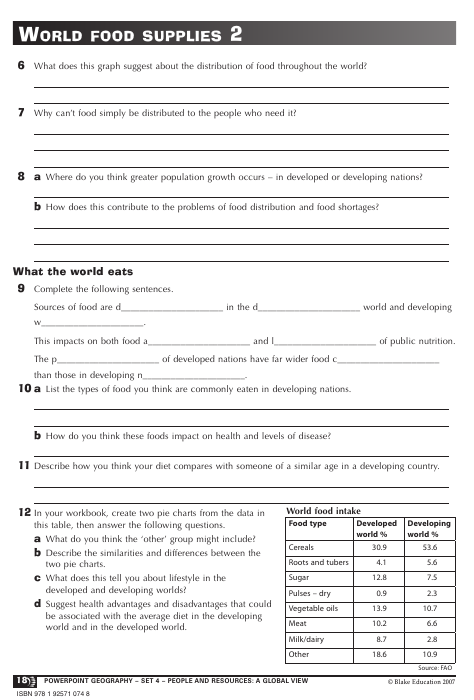 WORLD FOOD SUPPLIES 2
6 What does this graph suggest about the distribution of food throughout the world?
7 Why can't food simply be distributed to the people who need it?
8 a Where do you think greater population growth occurs – in developed or developing nations?
b How does this contribute to the problems of food distribution and food shortages?
What the world eats
9 Complete the following sentences.
Sources of food are d____________________ in the d____________________ world and developing
w____________________.
This impacts on both food a____________________ and l____________________ of public nutrition.
The p____________________ of developed nations have far wider food c____________________
than those in developing n____________________.
10 a List the types of food you think are commonly eaten in developing nations.
b How do you think these foods impact on health and levels of disease?
11 Describe how you think your diet compares with someone of a similar age in a developing country.
12 In your workbook, create two pie charts from the data in
this table, then answer the following questions.
a What do you think the 'other' group might include?
b Describe the similarities and differences between the
two pie charts.
c What does this tell you about lifestyle in the
developed and developing worlds?
d Suggest health advantages and disadvantages that could
be associated with the average diet in the developing
world and in the developed world.
World food intake
Food type Developed world % Developing world %
Cereals 30.9 53.6
Roots and tubers 4.1 5.6
Sugar 12.8 7.5
Pulses – dry 0.9 2.3
Vegetable oils 13.9 10.7
Meat 10.2 6.6
Milk/dairy 8.7 2.8
Other 18.6 10.9
Source: FAO
18 POWERPOINT GEOGRAPHY – SET 4 – PEOPLE AND RESOURCES: A GLOBAL VIEW © Blake Education 2007
ISBN 978 1 92571 074 8